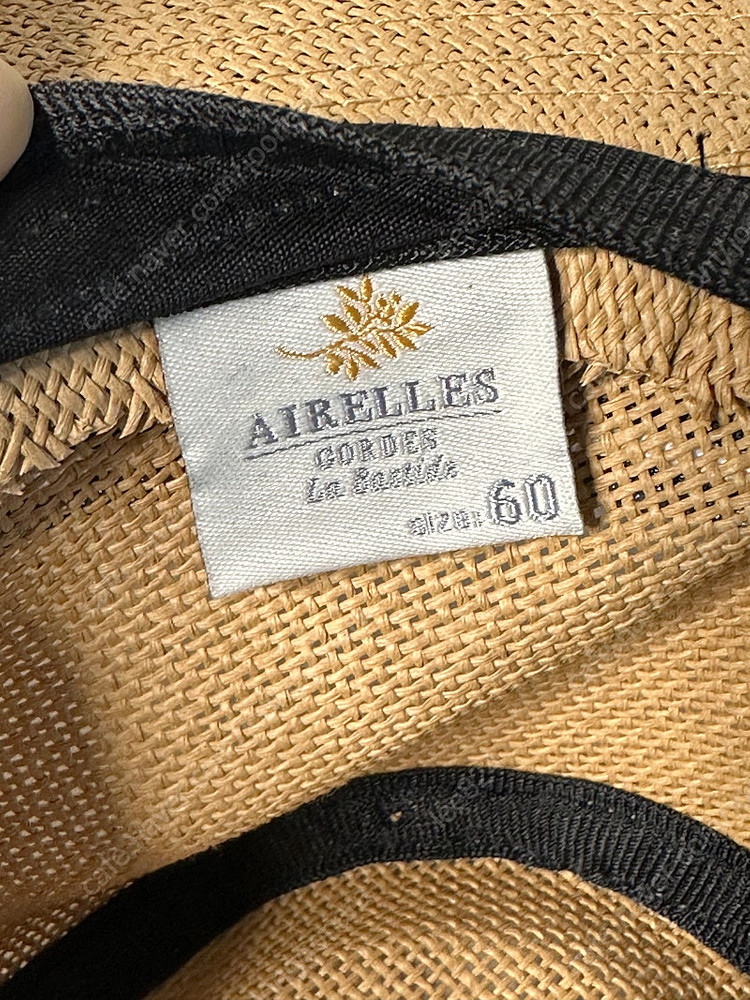 AIRELLES
GORDES
La Bastide
size: 60